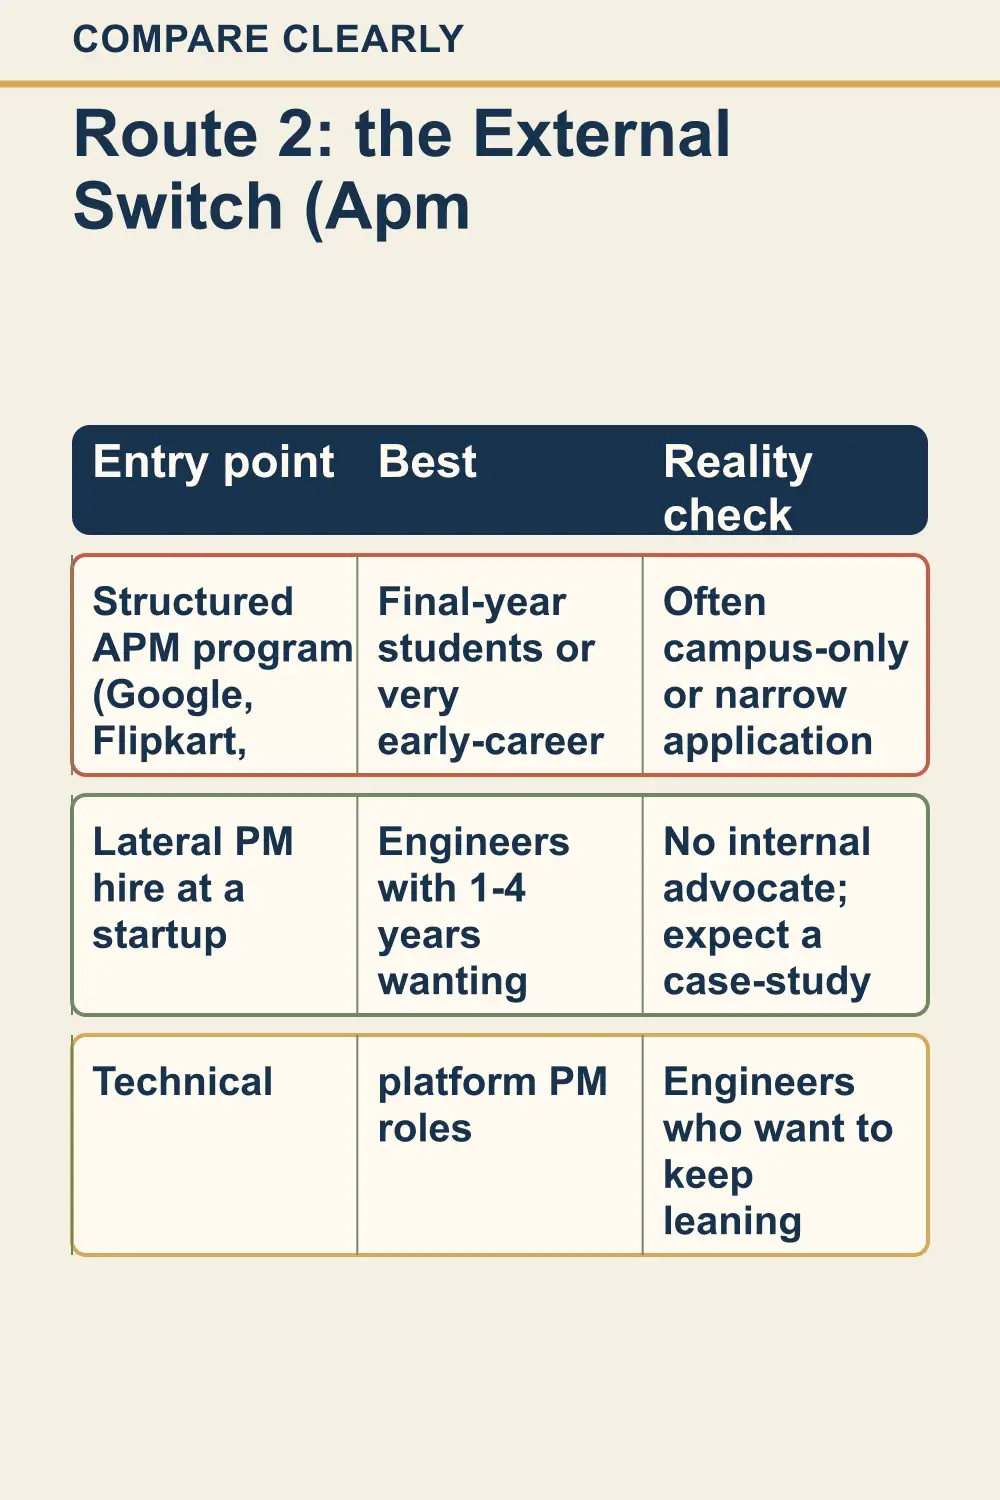 COMPARE CLEARLY
Route 2: the External
Switch (Apm
Entry point
Best
Reality
check
Structured
APM program
(Google,
Flipkart,
Final-year
students or
very
early-career
Often
campus-only
or narrow
application
Lateral PM
hire at a
startup
Engineers
with 1-4
years
wanting
No internal
advocate;
expect a
case-study
Technical
platform PM
roles
Engineers
who want to
keep
leaning